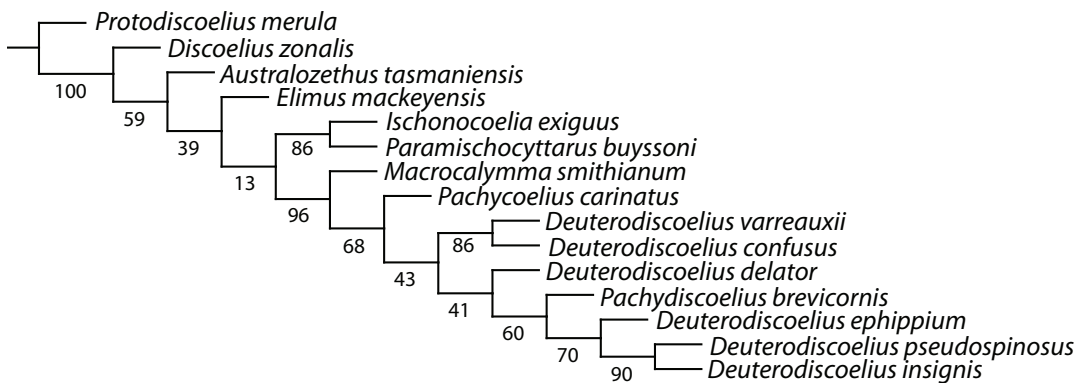 Protodiscoelius merula
Discoelius zonalis
100
Australozethus tasmaniensis
59
Elimus mackeyensis
39
Ischonocoelia exiguus
86
Paramischocyttarus buyssoni
13
Macrocalymma smithianum
96
Pachycoelius carinatus
68
Deuterodiscoelius varreauxii
86
Deuterodiscoelius confusus
43
Deuterodiscoelius delator
41
Pachydiscoelius brevicornis
60
Deuterodiscoelius ephippium
70
Deuterodiscoelius pseudospinosus
90
Deuterodiscoelius insignis